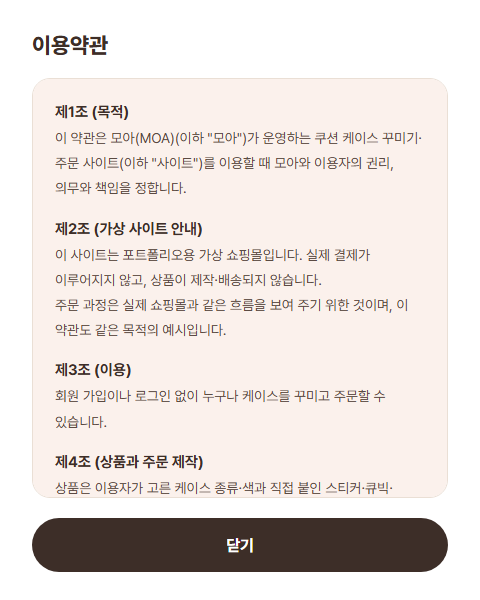 이용약관
제1조 (목적)
이 약관은 모아(MOA)(이하 "모아")가 운영하는 쿠션 케이스 꾸미기·
주문 사이트(이하 "사이트")를 이용할 때 모아와 이용자의 권리,
의무와 책임을 정합니다.
제2조 (가상 사이트 안내)
이 사이트는 포트폴리오용 가상 쇼핑몰입니다. 실제 결제가
이루어지지 않고, 상품이 제작·배송되지 않습니다.
주문 과정은 실제 쇼핑몰과 같은 흐름을 보여 주기 위한 것이며, 이
약관도 같은 목적의 예시입니다.
제3조 (이용)
회원 가입이나 로그인 없이 누구나 케이스를 꾸미고 주문할 수
있습니다.
제4조 (상품과 주문 제작)
상품은 이용자가 고른 케이스 종류·색과 직접 붙인 스티커·큐빅·
닫기